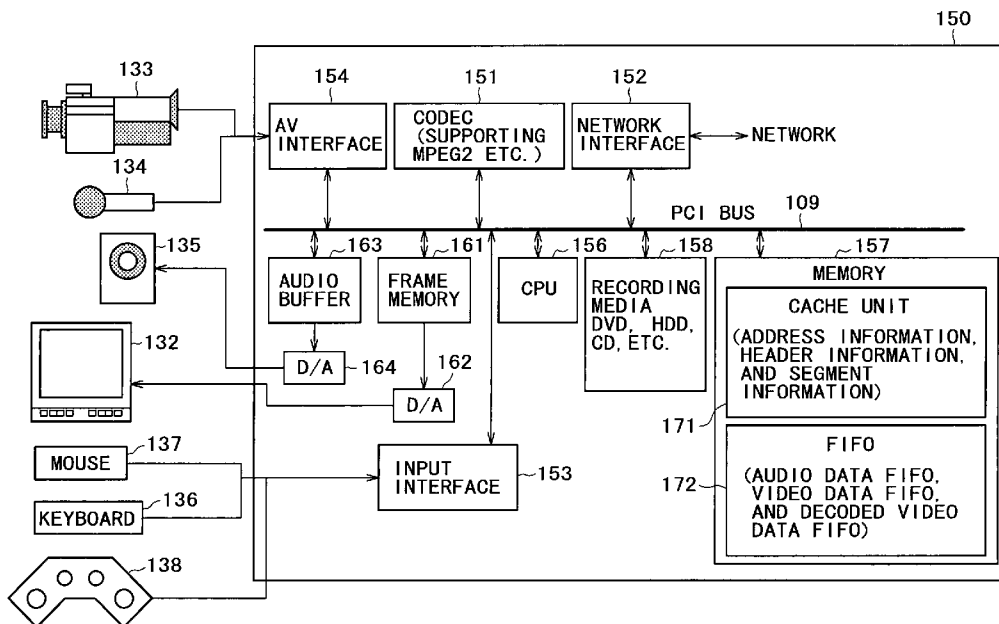 150
133
154
151
152
AV
INTERFACE
CODEC
(SUPPORTING
MPEG2 ETC.)
NETWORK
INTERFACE
NETWORK
134
PCI BUS
109
135
163
161
156
158
157
AUDIO
BUFFER
FRAME
MEMORY
CPU
RECORDING
MEDIA
DVD, HDD,
CD, ETC.
MEMORY
CACHE UNIT
(ADDRESS INFORMATION,
HEADER INFORMATION,
AND SEGMENT
INFORMATION)
171
132
D/A
164
162
D/A
137
MOUSE
136
KEYBOARD
INPUT
INTERFACE
153
172
FIFO
(AUDIO DATA FIFO,
VIDEO DATA FIFO,
AND DECODED VIDEO
DATA FIFO)
138